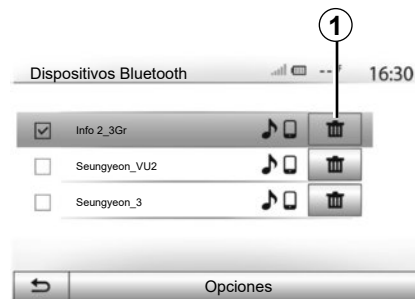 1
Dispositivos Bluetooth -- 16:30
Info 2_3Gr
Seungyeon_VU2
Seungyeon_3
Opciones